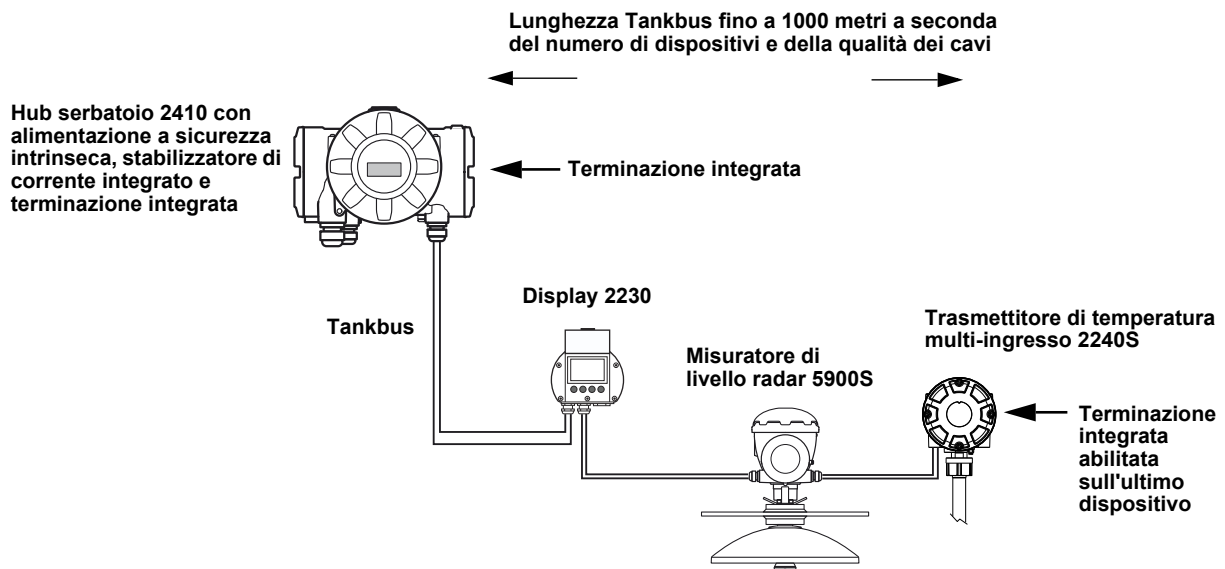 Lunghezza Tankbus fino a 1000 metri a seconda
del numero di dispositivi e della qualità dei cavi
Hub serbatoio 2410 con
alimentazione a sicurezza
intrinseca, stabilizzatore di
corrente integrato e
terminazione integrata
Terminazione integrata
Tankbus
Display 2230
Misuratore di
livello radar 5900S
Trasmettitore di temperatura
multi-ingresso 2240S
Terminazione
integrata
abilitata
sull'ultimo
dispositivo